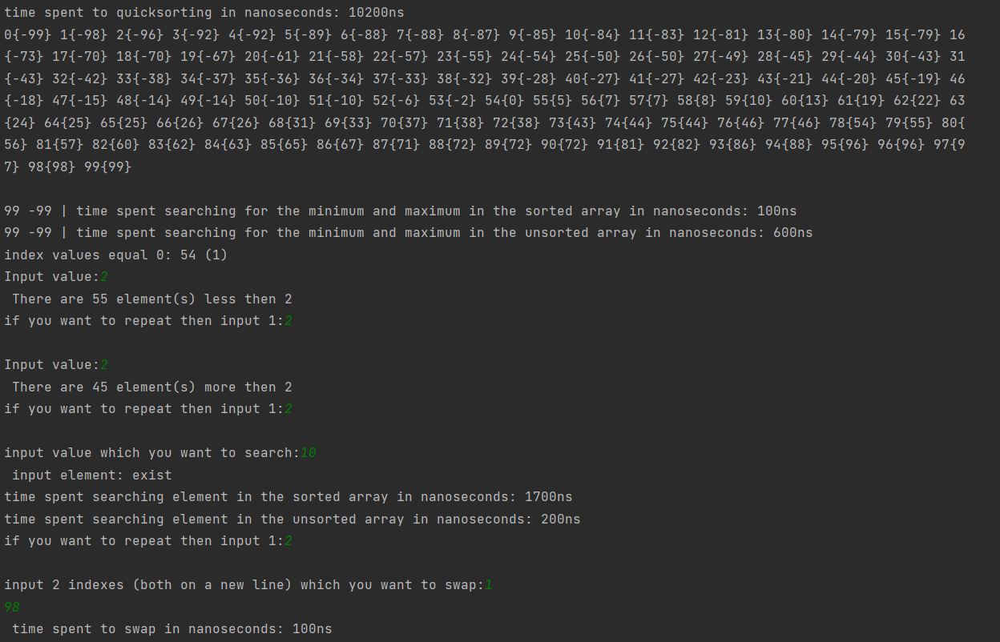 time spent to quicksorting in nanoseconds: 10200ns
0{-99} 1{-98} 2{-96} 3{-92} 4{-92} 5{-89} 6{-88} 7{-88} 8{-87} 9{-85} 10{-84} 11{-83} 12{-81} 13{-80} 14{-79} 15{-79} 16
{-73} 17{-70} 18{-70} 19{-67} 20{-61} 21{-58} 22{-57} 23{-55} 24{-54} 25{-50} 26{-50} 27{-49} 28{-45} 29{-44} 30{-43} 31
{-43} 32{-42} 33{-38} 34{-37} 35{-36} 36{-34} 37{-33} 38{-32} 39{-28} 40{-27} 41{-27} 42{-23} 43{-21} 44{-20} 45{-19} 46
{-18} 47{-15} 48{-14} 49{-14} 50{-10} 51{-10} 52{-6} 53{-2} 54{0} 55{5} 56{7} 57{7} 58{8} 59{10} 60{13} 61{19} 62{22} 63
{24} 64{25} 65{25} 66{26} 67{26} 68{31} 69{33} 70{37} 71{38} 72{38} 73{43} 74{44} 75{44} 76{46} 77{46} 78{54} 79{55} 80{
56} 81{57} 82{60} 83{62} 84{63} 85{65} 86{67} 87{71} 88{72} 89{72} 90{72} 91{81} 92{82} 93{86} 94{88} 95{96} 96{96} 97{9
7} 98{98} 99{99}
99 -99 | time spent searching for the minimum and maximum in the sorted array in nanoseconds: 100ns
99 -99 | time spent searching for the minimum and maximum in the unsorted array in nanoseconds: 600ns
index values equal 0: 54 (1)
Input value:2
There are 55 element(s) less then 2
if you want to repeat then input 1:2
Input value:2
There are 45 element(s) more then 2
if you want to repeat then input 1:2
input value which you want to search:10
input element: exist
time spent searching element in the sorted array in nanoseconds: 1700ns
time spent searching element in the unsorted array in nanoseconds: 200ns
if you want to repeat then input 1:2
input 2 indexes (both on a new line) which you want to swap:1
98
time spent to swap in nanoseconds: 100ns